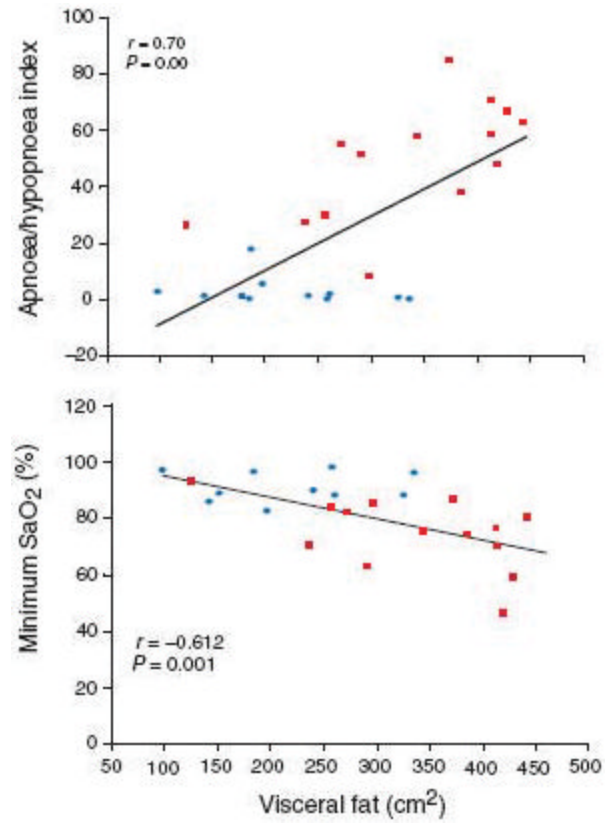 Apnoea/hypopnoea index
100
80
60
40
20
0
–20
r = 0.70
P = 0.00
Minimum SaO2 (%)
120
100
80
60
40
20
0
r = –0.612
P = 0.001
50 100 150 200 250 300 350 400 450 500
Visceral fat (cm2)